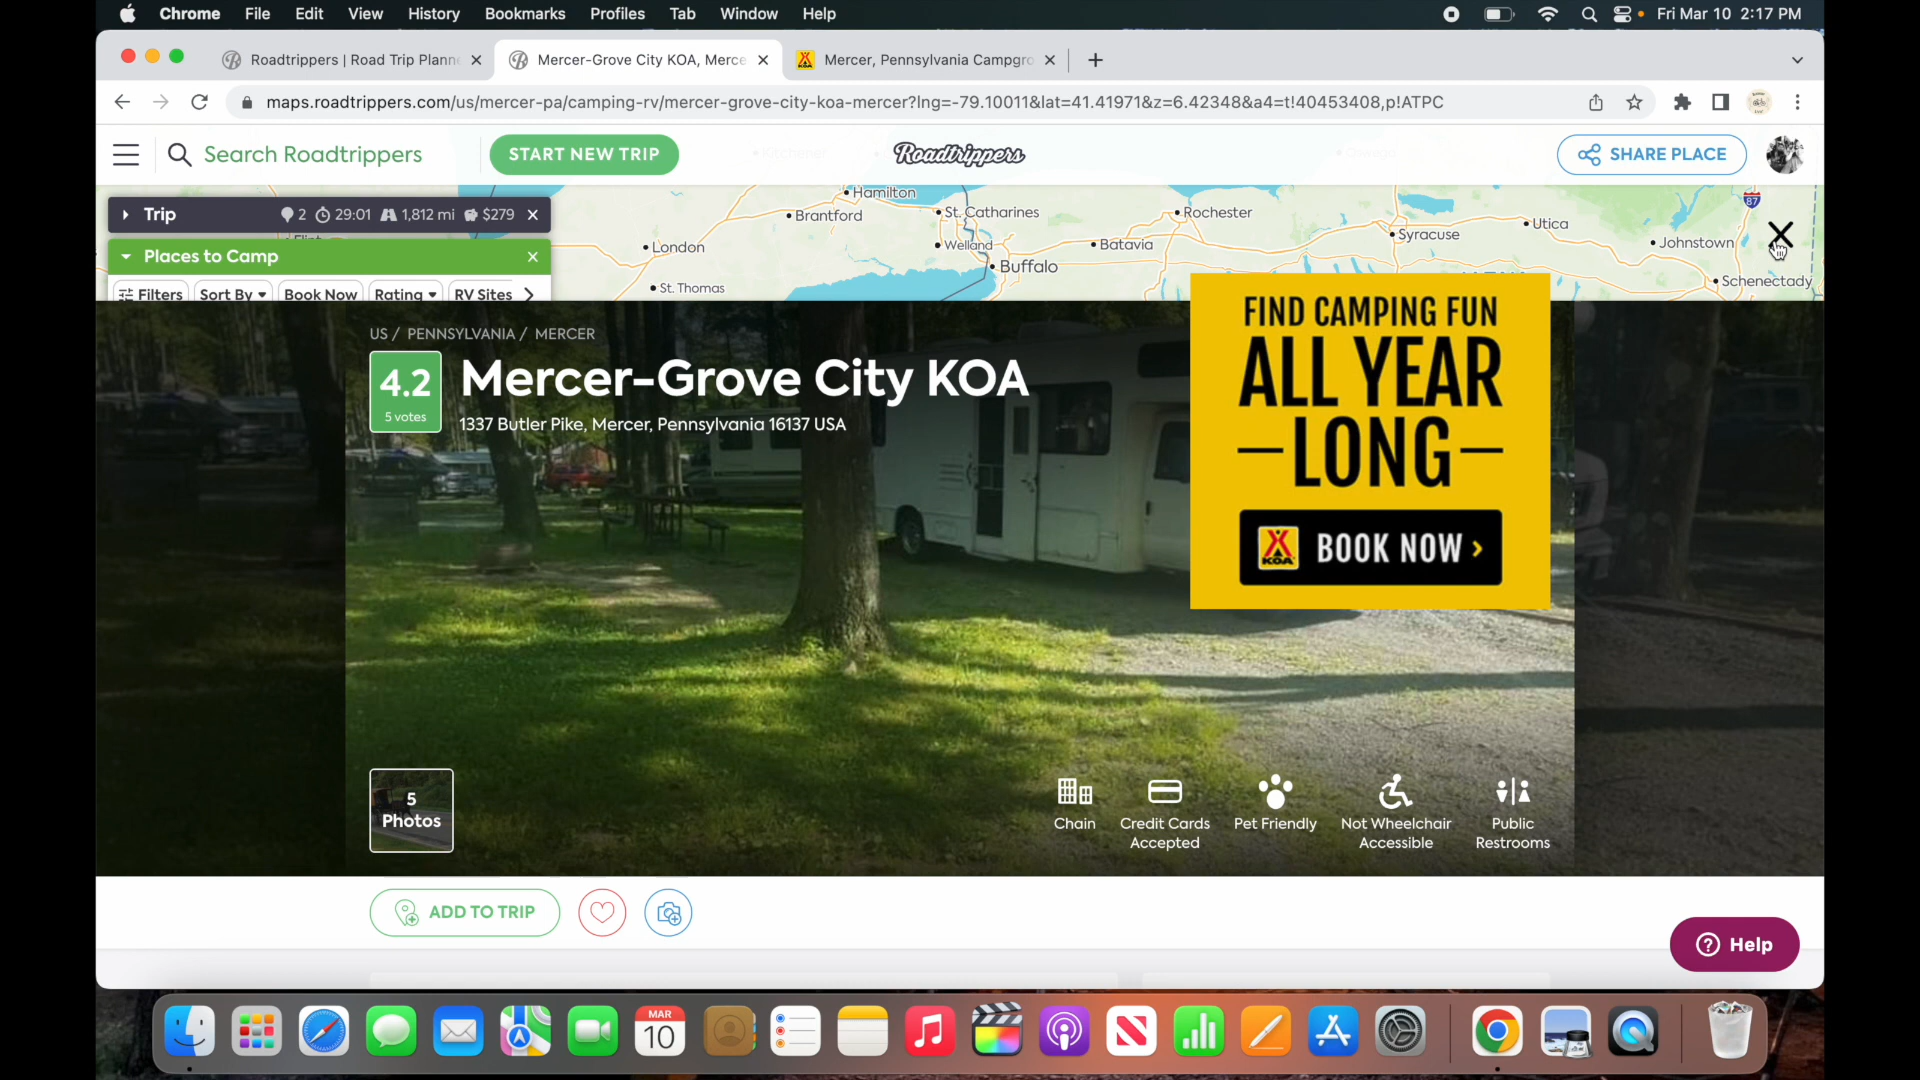 Chrome File Edit View History Bookmarks Profiles Tab Window Help Fri Mar 10 2:17 PM
Roadtrippers | Road Trip Plann Mercer-Grove City KOA, Merce Mercer, Pennsylvania Campgro
maps.roadtrippers.com/us/mercer-pa/camping-rv/mercer-grove-city-koa-mercer?lng=-79.10011&lat=41.41971&z=6.42348&a4=t!40453408,p!ATPC
Search Roadtrippers START NEW TRIP Roadtrippers SHARE PLACE
Trip 2 29:01 1,812 mi $279
Places to Camp
Filters Sort By Book Now Rating RV Sites
Hamilton
Brantford
St. Catharines
Rochester
87
Utica
Syracuse
London
Welland
Batavia
Johnstown
Buffalo
Schenectady
St. Thomas
US / PENNSYLVANIA / MERCER
4.2
5 votes
Mercer-Grove City KOA
1337 Butler Pike, Mercer, Pennsylvania 16137 USA
FIND CAMPING FUN
ALL YEAR
LONG
KOA BOOK NOW
5
Photos
Chain
Credit Cards
Accepted
Pet Friendly
Not Wheelchair
Accessible
Public
Restrooms
ADD TO TRIP
Help
MAR
10